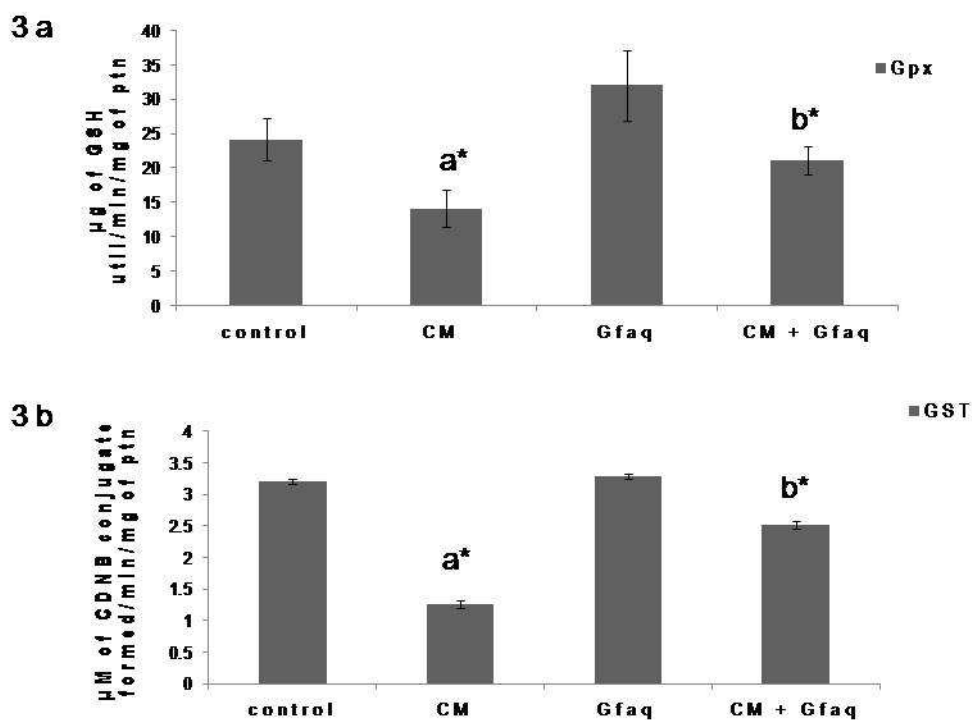 3a
40
35
30
25
20
15
10
5
0
µg of GSH
util/min/mg of ptn
Gpx
a*
b*
control CM Gfaq CM + Gfaq
3b
4
3.5
3
2.5
2
1.5
1
0.5
0
µM of CDNB conjugate
formed/min/mg of ptn
GST
a*
b*
control CM Gfaq CM + Gfaq